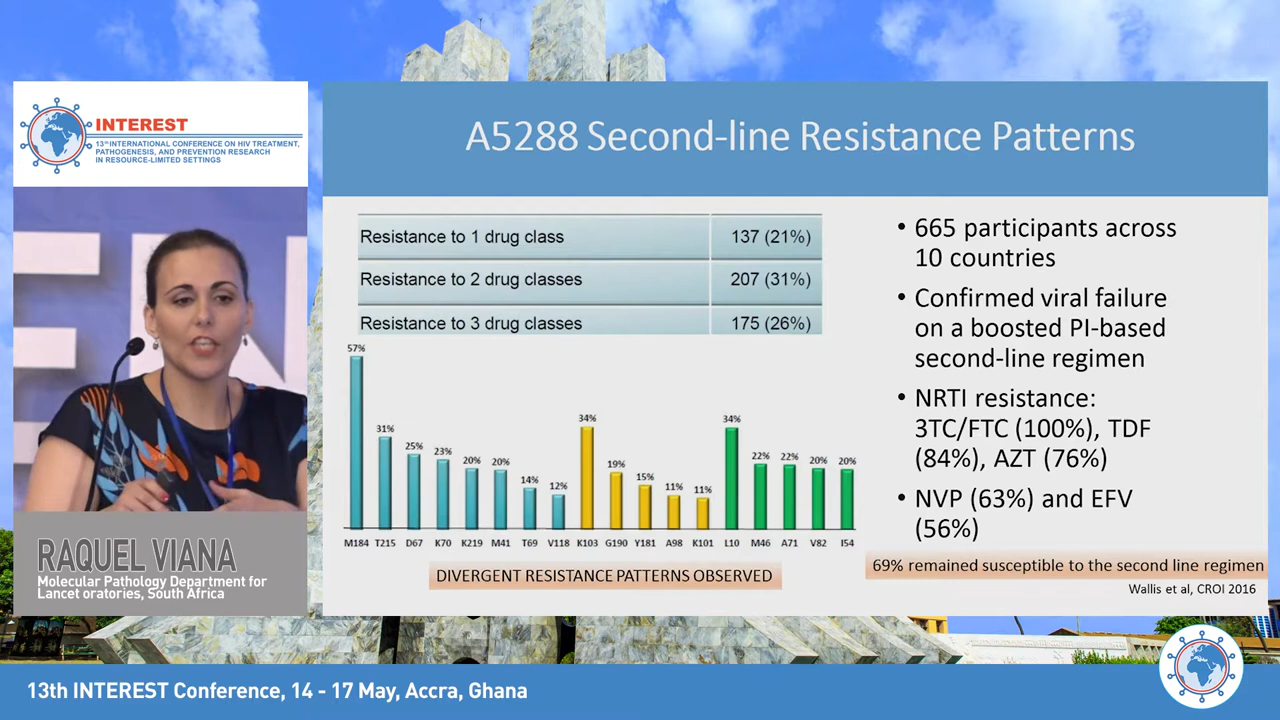 INTEREST
13th INTERNATIONAL CONFERENCE ON HIV TREATMENT,
PATHOGENESIS, AND PREVENTION RESEARCH
IN RESOURCE-LIMITED SETTINGS
EN
RAQUEL VIANA
Molecular Pathology Department for
Lancet oratories, South Africa
A5288 Second-line Resistance Patterns
Resistance to 1 drug class 137 (21%)
Resistance to 2 drug classes 207 (31%)
Resistance to 3 drug classes 175 (26%)
57% 31% 25% 23% 20% 20% 14% 12% 34% 19% 15% 11% 11% 34% 22% 22% 20% 20%
M184 T215 D67 K70 K219 M41 T69 V118 K103 G190 Y181 A98 K101 L10 M46 A71 V82 I54
DIVERGENT RESISTANCE PATTERNS OBSERVED
• 665 participants across
10 countries
• Confirmed viral failure
on a boosted PI-based
second-line regimen
• NRTI resistance:
3TC/FTC (100%), TDF
(84%), AZT (76%)
• NVP (63%) and EFV
(56%)
69% remained susceptible to the second line regimen
Wallis et al, CROI 2016
13th INTEREST Conference, 14 - 17 May, Accra, Ghana